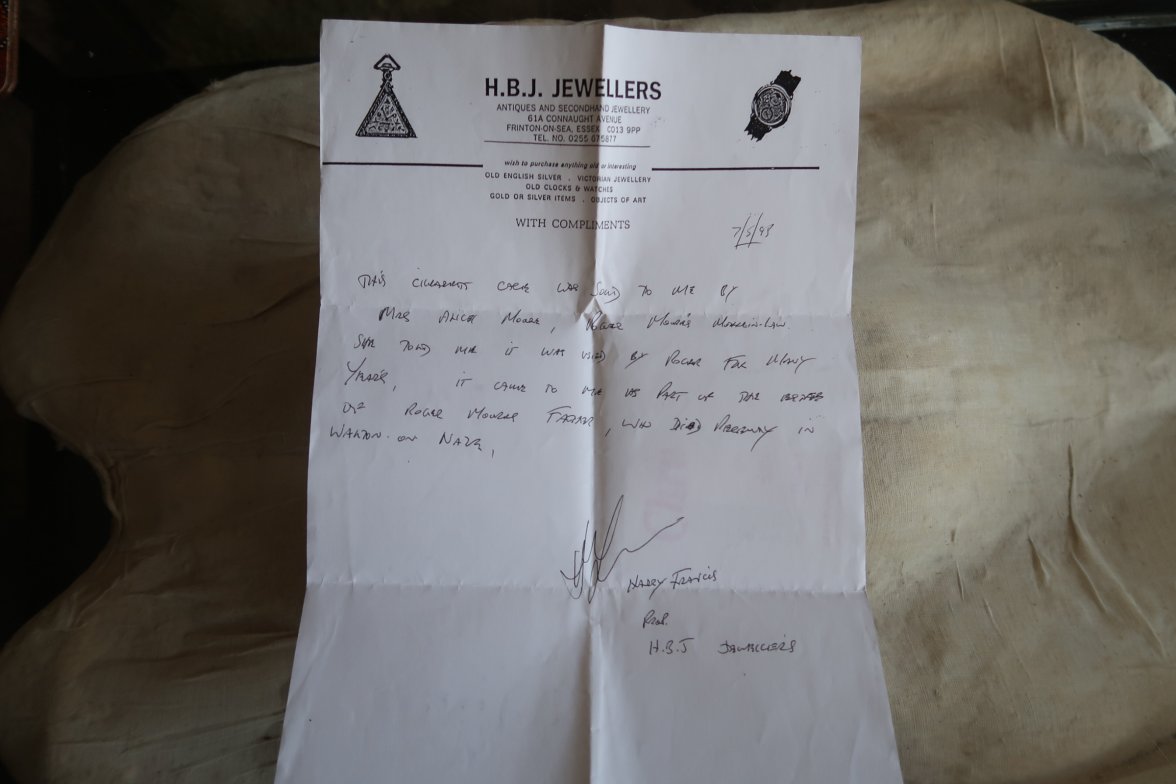 H.B.J. JEWELLERS
ANTIQUES AND SECONDHAND JEWELLERY
61A CONNAUGHT AVENUE
FRINTON-ON-SEA, ESSEX CO13 9PP
TEL. NO. 0255 675877
wish to purchase anything old or interesting
OLD ENGLISH SILVER . VICTORIAN JEWELLERY
OLD CLOCKS & WATCHES
GOLD OR SILVER ITEMS . OBJECTS OF ART
WITH COMPLIMENTS
7/5/93
THIS CIGARETTE CASE WAS SOLD TO ME BY
MRS ALICE MOORE, ROGER MOORE'S MOTHER-IN-LAW
SHE TOLD ME IT WAS USED BY ROGER FOR MANY
YEARS, IT CAME TO ME AS PART OF THE
OF ROGER MOORE FATHER, WHO DIED RECENTLY IN
WALTON-ON NAZE,
HARRY FRANCIS
PROP.
H.B.J JEWELLERS